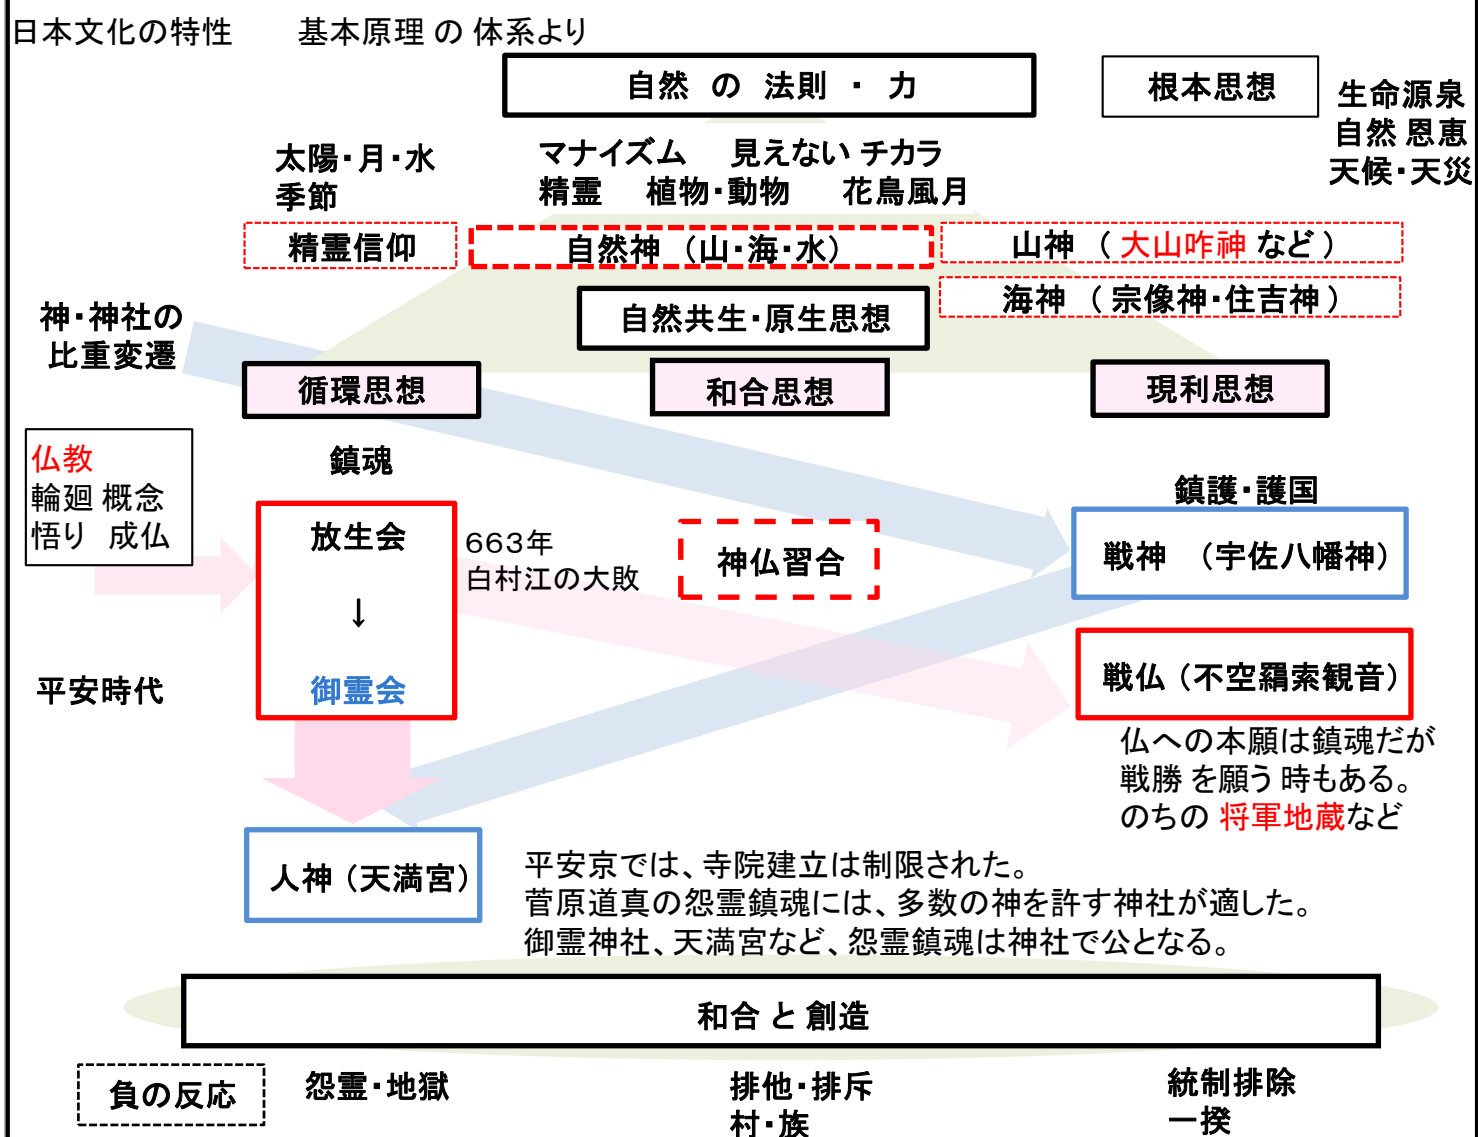 日本文化の特性　　基本原理 の 体系より
自然 の 法則 ・ 力
根本思想
生命源泉
自然 恩恵
天候・天災
太陽・月・水
季節
マナイズム　見えない チカラ
精霊　植物・動物　花鳥風月
精霊信仰
自然神 （山・海・水）
山神 （ 大山咋神 など ）
海神 （ 宗像神・住吉神 ）
自然共生・原生思想
神・神社の
比重変遷
循環思想
和合思想
現利思想
仏教
輪廻 概念
悟り 成仏
鎮魂
放生会
↓
御霊会
663年
白村江の大敗
神仏習合
鎮護・護国
戦神 （宇佐八幡神）
戦仏（不空羂索観音）
平安時代
仏への本願は鎮魂だが
戦勝 を願う 時もある。
のちの 将軍地蔵など
人神（天満宮）
平安京では、寺院建立は制限された。
菅原道真の怨霊鎮魂には、多数の神を許す神社が適した。
御霊神社、天満宮など、怨霊鎮魂は神社で公となる。
和合 と 創造
負の反応
怨霊・地獄
排他・排斥
村・族
統制排除
一揆